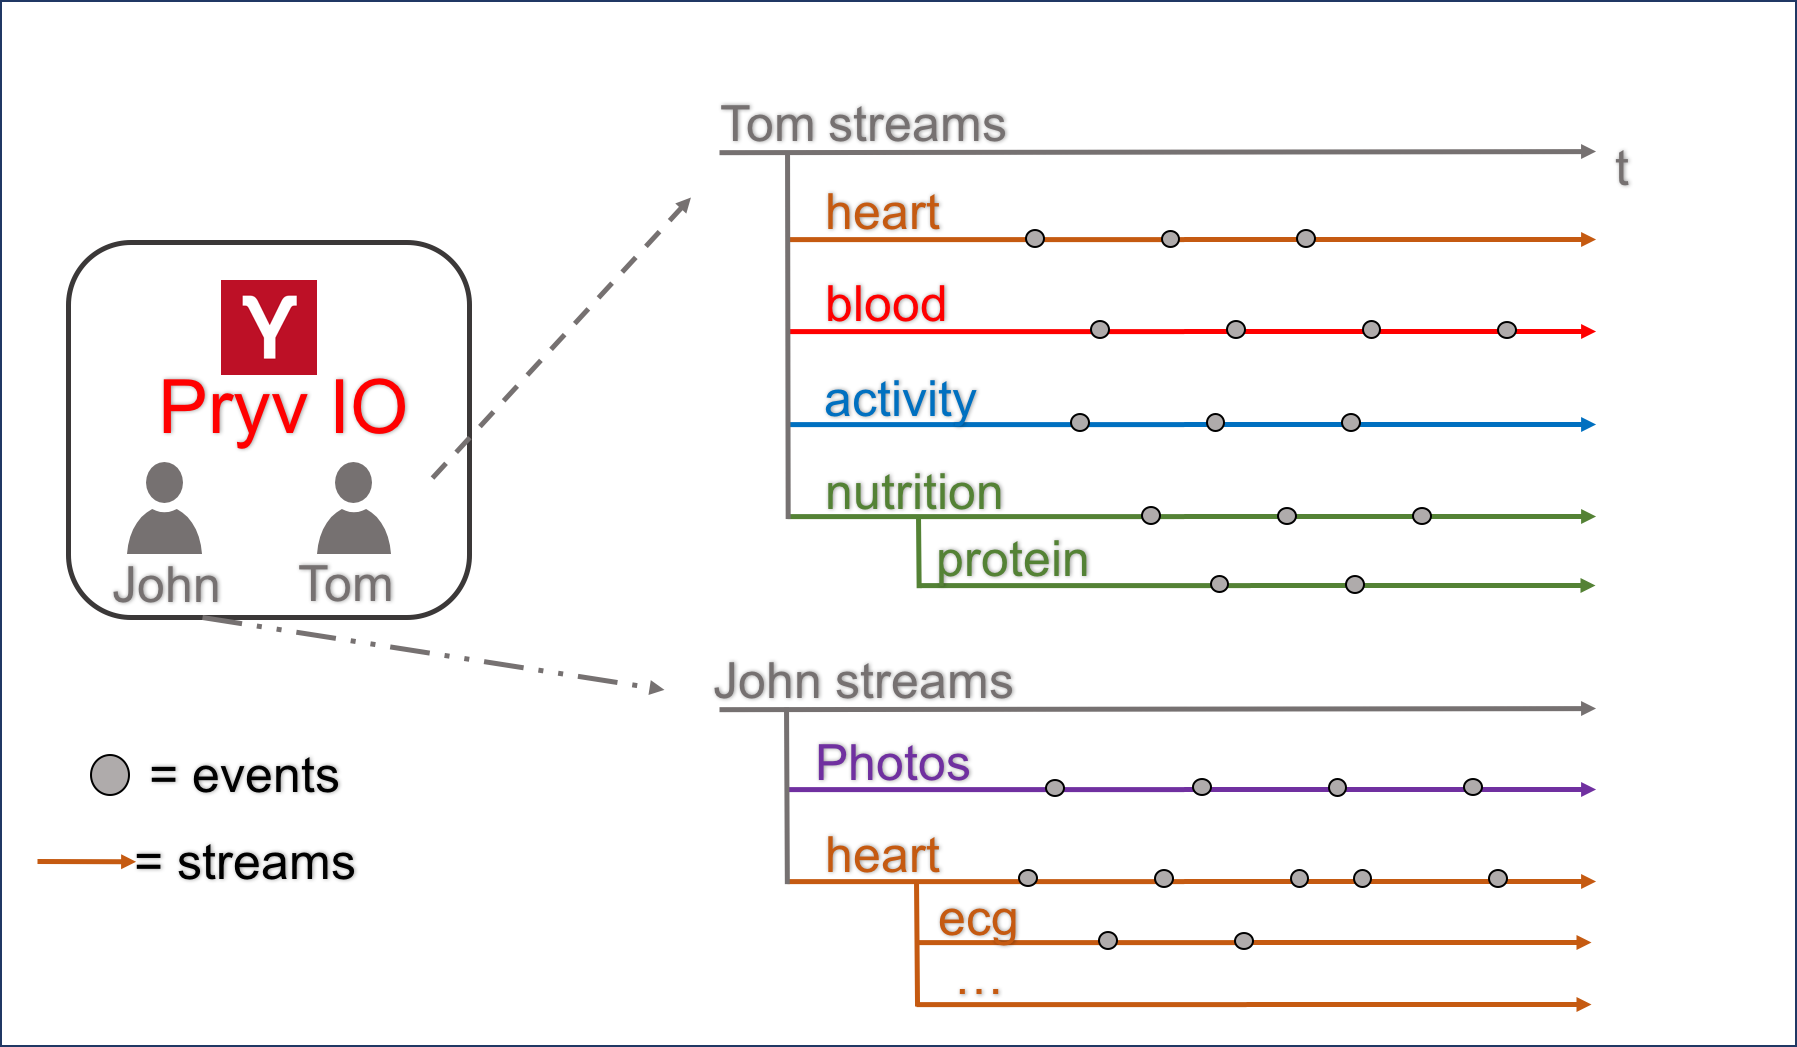 Pryv IO
John
Tom
= events
= streams
Tom streams
t
heart
blood
activity
nutrition
protein
John streams
Photos
heart
ecg
...